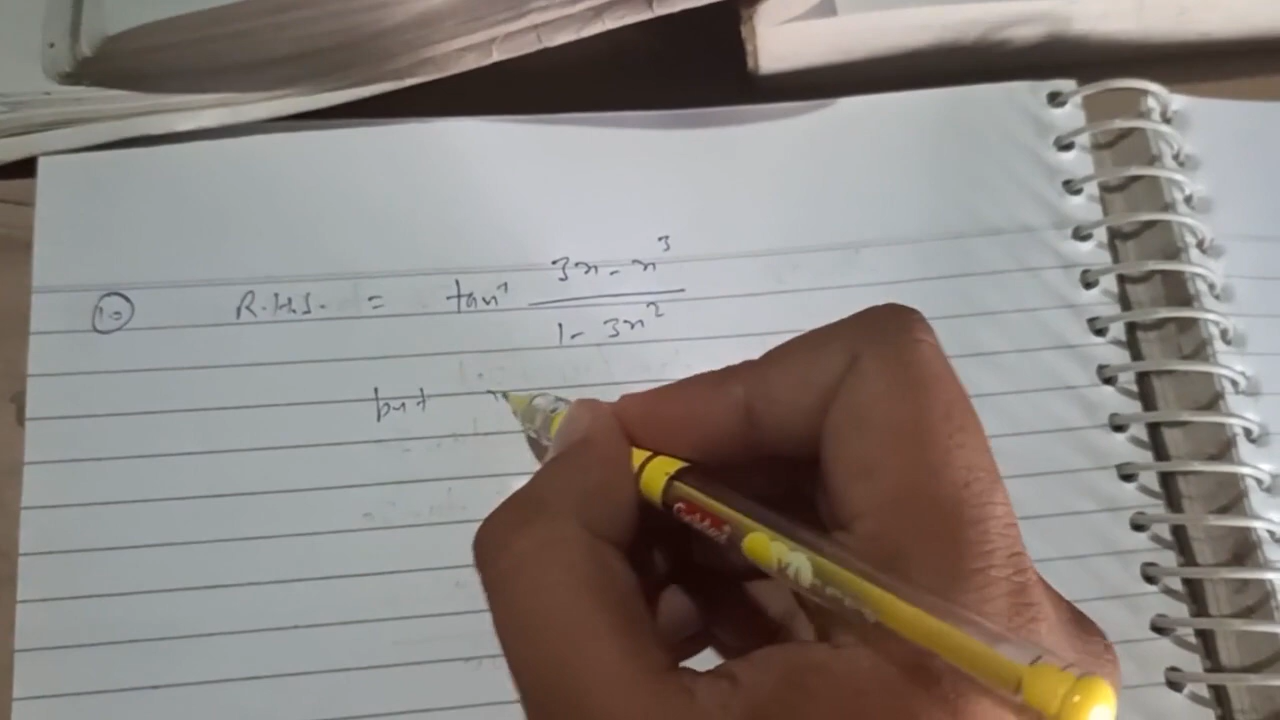 10 R.H.S. = tan⁻¹ 3x - x³
1 - 3x²
put